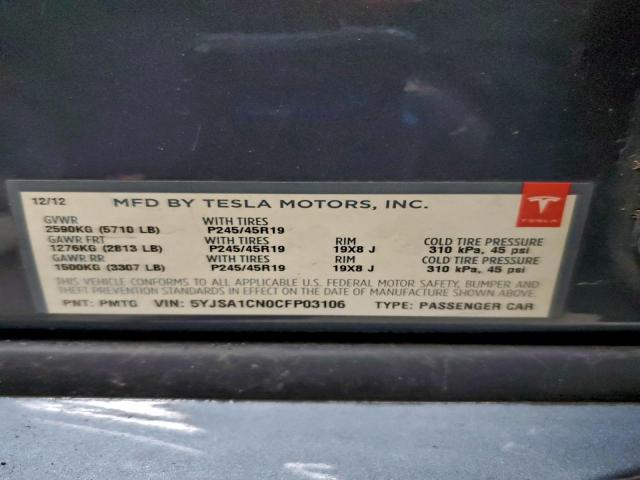 12/12 MFD BY TESLA MOTORS, INC.
TESLA
GVWR WITH TIRES
2590KG (5710 LB) P245/45R19
GAWR FRT WITH TIRES RIM COLD TIRE PRESSURE
1276KG (2813 LB) P245/45R19 19X8 J 310 kPa, 45 psi
GAWR RR WITH TIRES RIM COLD TIRE PRESSURE
1500KG (3307 LB) P245/45R19 19X8 J 310 kPa, 45 psi
THIS VEHICLE CONFORMS TO ALL APPLICABLE U.S. FEDERAL MOTOR SAFETY, BUMPER AND
THEFT PREVENTION STANDARDS IN EFFECT ON THE DATE OF MANUFACTURE SHOWN ABOVE.
PNT: PMTG VIN: 5YJSA1CN0CFP03106 TYPE: PASSENGER CAR